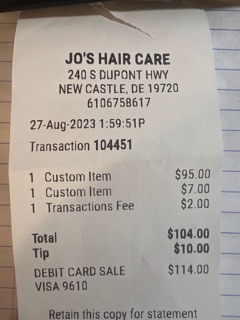 JO'S HAIR CARE
240 S DUPONT HWY
NEW CASTLE, DE 19720
6106758617
27-Aug-2023 1:59:51P
Transaction 104451
1 Custom Item $95.00
1 Custom Item $7.00
1 Transactions Fee $2.00
Total $104.00
Tip $10.00
DEBIT CARD SALE $114.00
VISA 9610
Retain this copy for statement